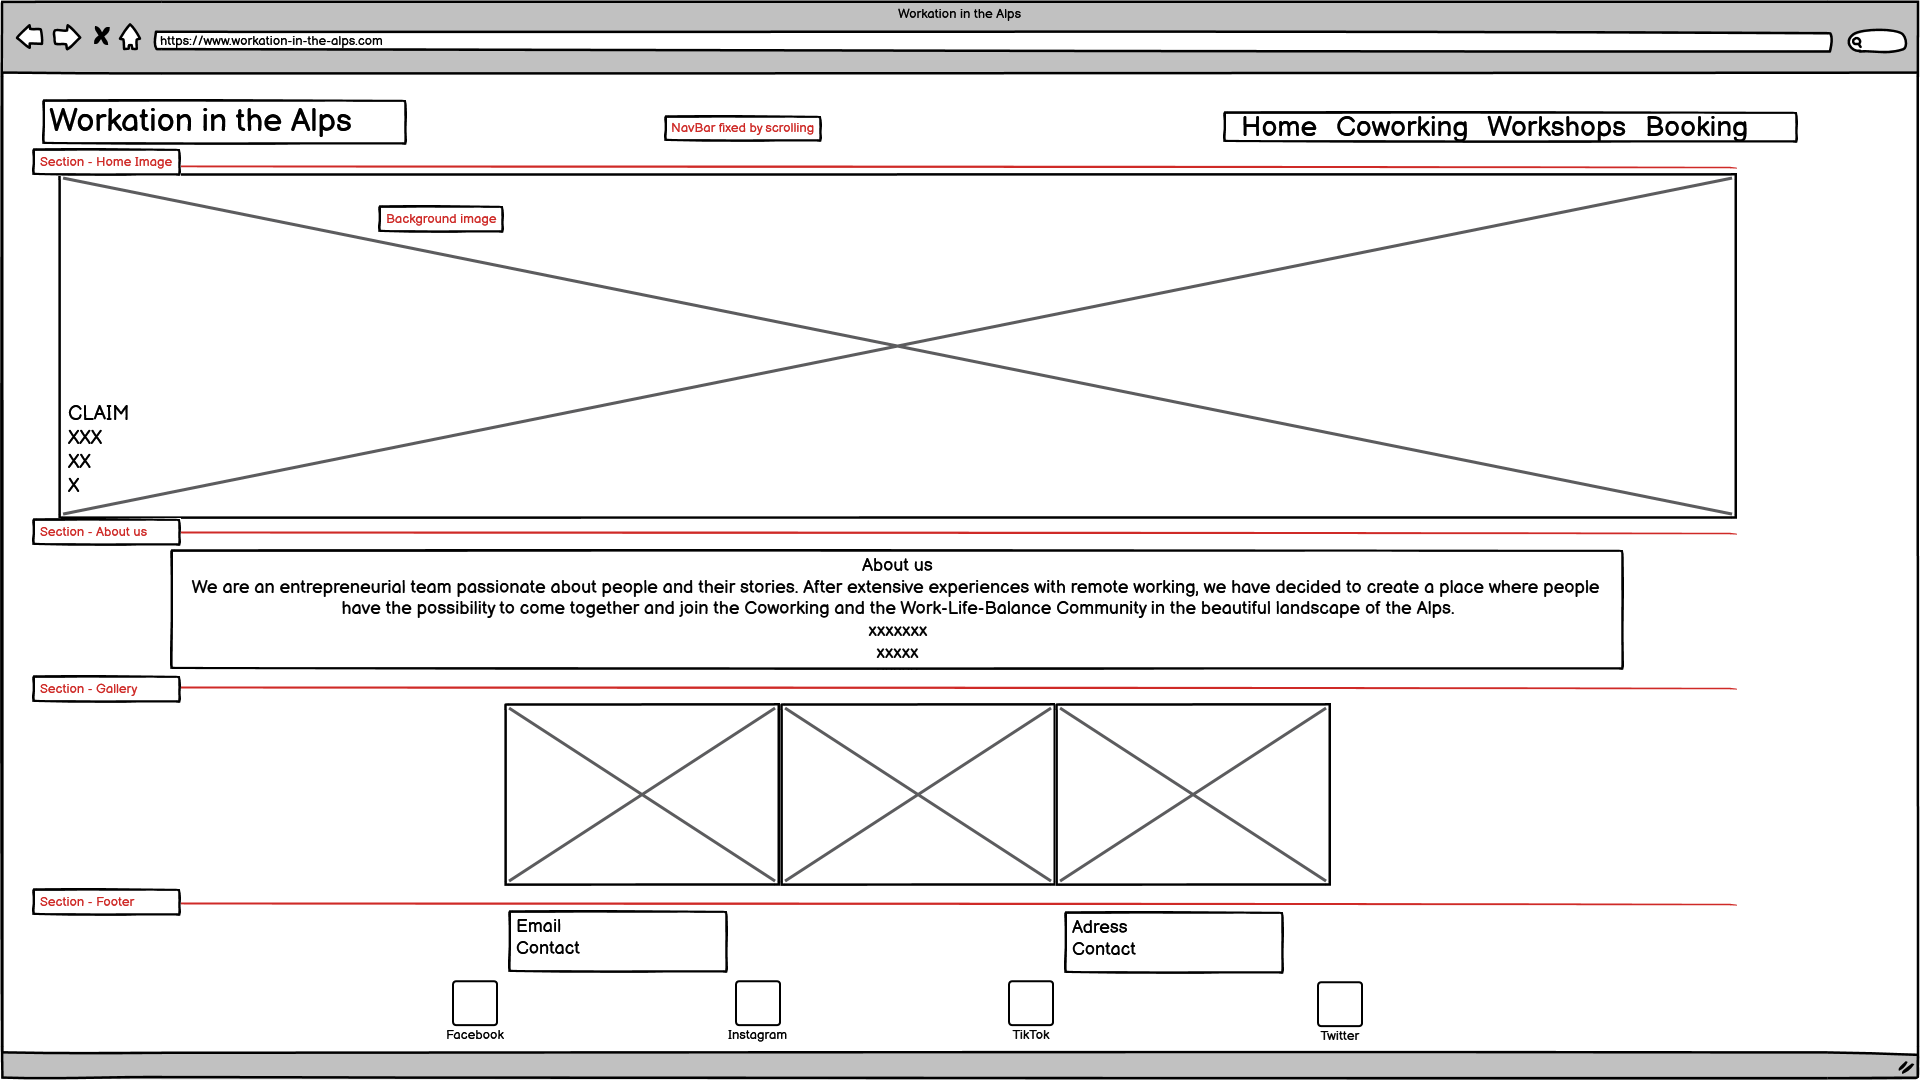 Workation in the Alps
https://www.workation-in-the-alps.com
Workation in the Alps
NavBar fixed by scrolling
Home Coworking Workshops Booking
Section - Home Image
Background image
CLAIM
XXX
XX
X
Section - About us
About us
We are an entrepreneurial team passionate about people and their stories. After extensive experiences with remote working, we have decided to create a place where people
have the possibility to come together and join the Coworking and the Work-Life-Balance Community in the beautiful landscape of the Alps.
xxxxxxx
xxxxx
Section - Gallery
Section - Footer
Email
Contact
Adress
Contact
Facebook
Instagram
TikTok
Twitter